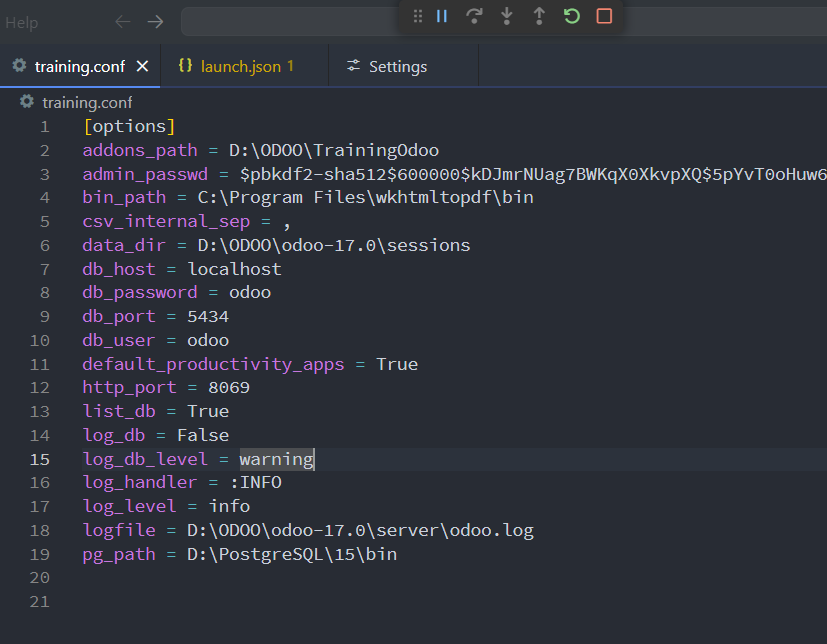 Help
training.conf
launch.json 1
Settings
training.conf
1 [options]
2 addons_path = D:\ODOO\TrainingOdoo
3 admin_passwd = $pbkdf2-sha512$600000$kDJmrNUag7BWKqX0XkvpXQ$5pYvT0oHuw6
4 bin_path = C:\Program Files\wkhtmltopdf\bin
5 csv_internal_sep = ,
6 data_dir = D:\ODOO\odoo-17.0\sessions
7 db_host = localhost
8 db_password = odoo
9 db_port = 5434
10 db_user = odoo
11 default_productivity_apps = True
12 http_port = 8069
13 list_db = True
14 log_db = False
15 log_db_level = warning
16 log_handler = :INFO
17 log_level = info
18 logfile = D:\ODOO\odoo-17.0\server\odoo.log
19 pg_path = D:\PostgreSQL\15\bin
20
21